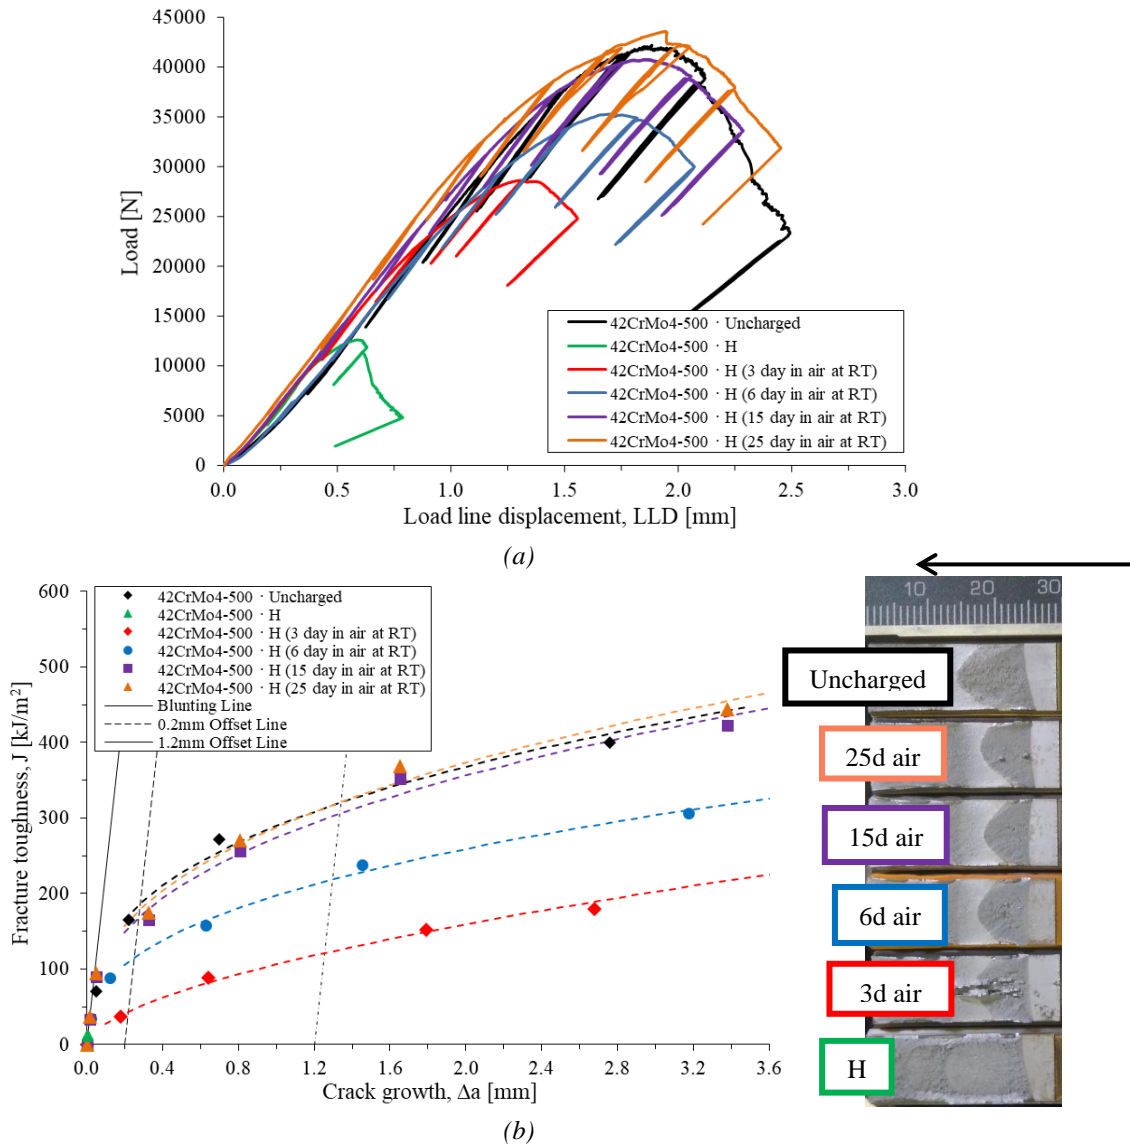 45000
40000
35000
30000
25000
20000
15000
10000
5000
0
Load [N]
42CrMo4-500 · Uncharged
42CrMo4-500 · H
42CrMo4-500 · H (3 day in air at RT)
42CrMo4-500 · H (6 day in air at RT)
42CrMo4-500 · H (15 day in air at RT)
42CrMo4-500 · H (25 day in air at RT)
0.0 0.5 1.0 1.5 2.0 2.5 3.0
Load line displacement, LLD [mm]
(a)
600
500
400
300
200
100
0
Fracture toughness, J [kJ/m²]
42CrMo4-500 · Uncharged
42CrMo4-500 · H
42CrMo4-500 · H (3 day in air at RT)
42CrMo4-500 · H (6 day in air at RT)
42CrMo4-500 · H (15 day in air at RT)
42CrMo4-500 · H (25 day in air at RT)
Blunting Line
0.2mm Offset Line
1.2mm Offset Line
0.0 0.4 0.8 1.2 1.6 2.0 2.4 2.8 3.2 3.6
Crack growth, Δa [mm]
10 20 30
Uncharged
25d air
15d air
6d air
3d air
H
(b)